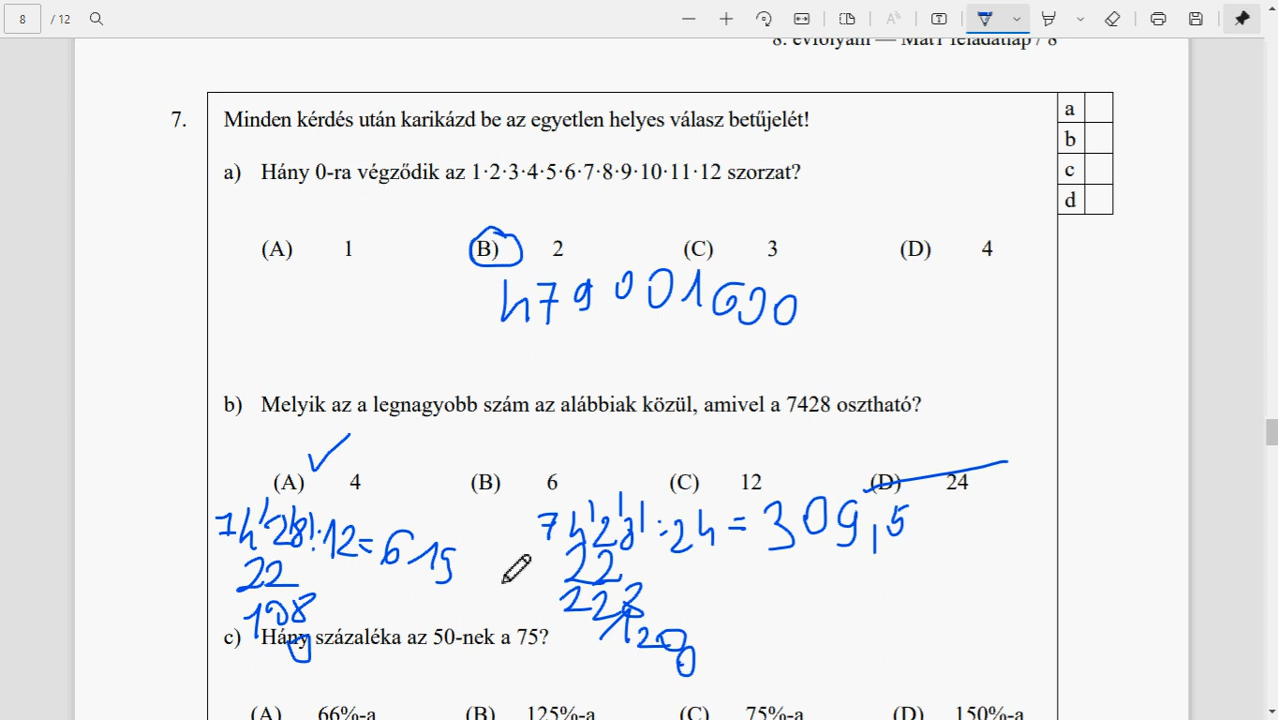 8 / 12
8. évfolyam — Mat1 feladatlap / 8
7. Minden kérdés után karikázd be az egyetlen helyes válasz betűjelét!
a
b
c
d
a) Hány 0-ra végződik az 1·2·3·4·5·6·7·8·9·10·11·12 szorzat?
(A) 1 (B) 2 (C) 3 (D) 4
479001600
b) Melyik az a legnagyobb szám az alábbiak közül, amivel a 7428 osztható?
(A) 4 (B) 6 (C) 12 (D) 24
7428:12=619 7428:24=309,5
22 22
108 228
0 120
0
c) Hány százaléka az 50-nek a 75?
(A) 66%-a (B) 125%-a (C) 75%-a (D) 150%-a